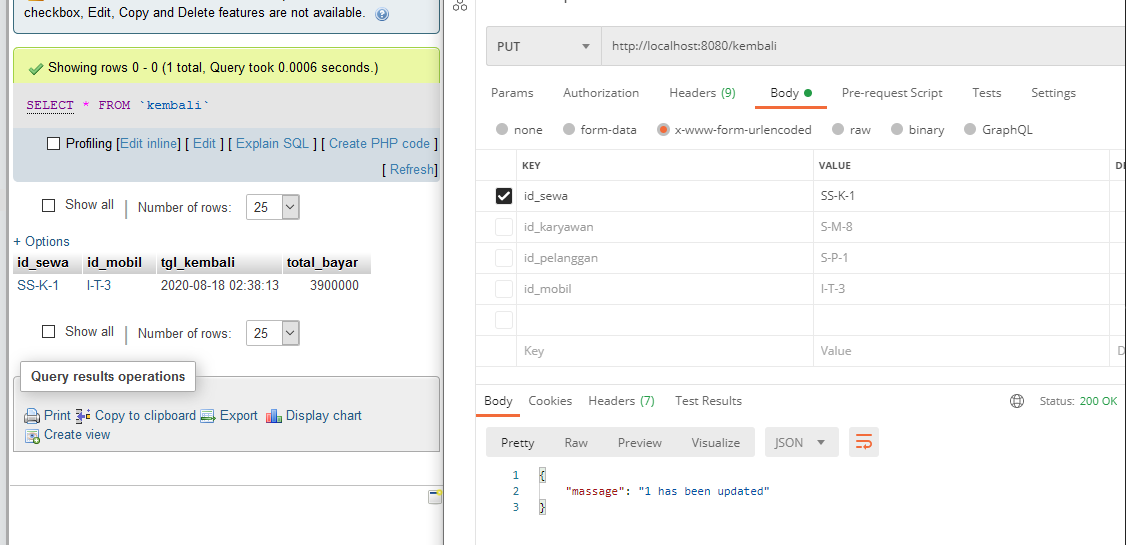 checkbox, Edit, Copy and Delete features are not available.
Showing rows 0 - 0 (1 total, Query took 0.0006 seconds.)
SELECT * FROM `kembali`
Profiling [Edit inline] [ Edit ] [ Explain SQL ] [ Create PHP code ]
[ Refresh]
Show all | Number of rows: 25
+ Options
id_sewa id_mobil tgl_kembali total_bayar
SS-K-1 I-T-3 2020-08-18 02:38:13 3900000
Show all | Number of rows: 25
Query results operations
Print Copy to clipboard Export Display chart
Create view
PUT http://localhost:8080/kembali
Params Authorization Headers (9) Body Pre-request Script Tests Settings
none form-data x-www-form-urlencoded raw binary GraphQL
KEY VALUE
id_sewa SS-K-1
id_karyawan S-M-8
id_pelanggan S-P-1
id_mobil I-T-3
Key Value D
Body Cookies Headers (7) Test Results Status: 200 OK
Pretty Raw Preview Visualize JSON
1 {
2 "massage": "1 has been updated"
3 }